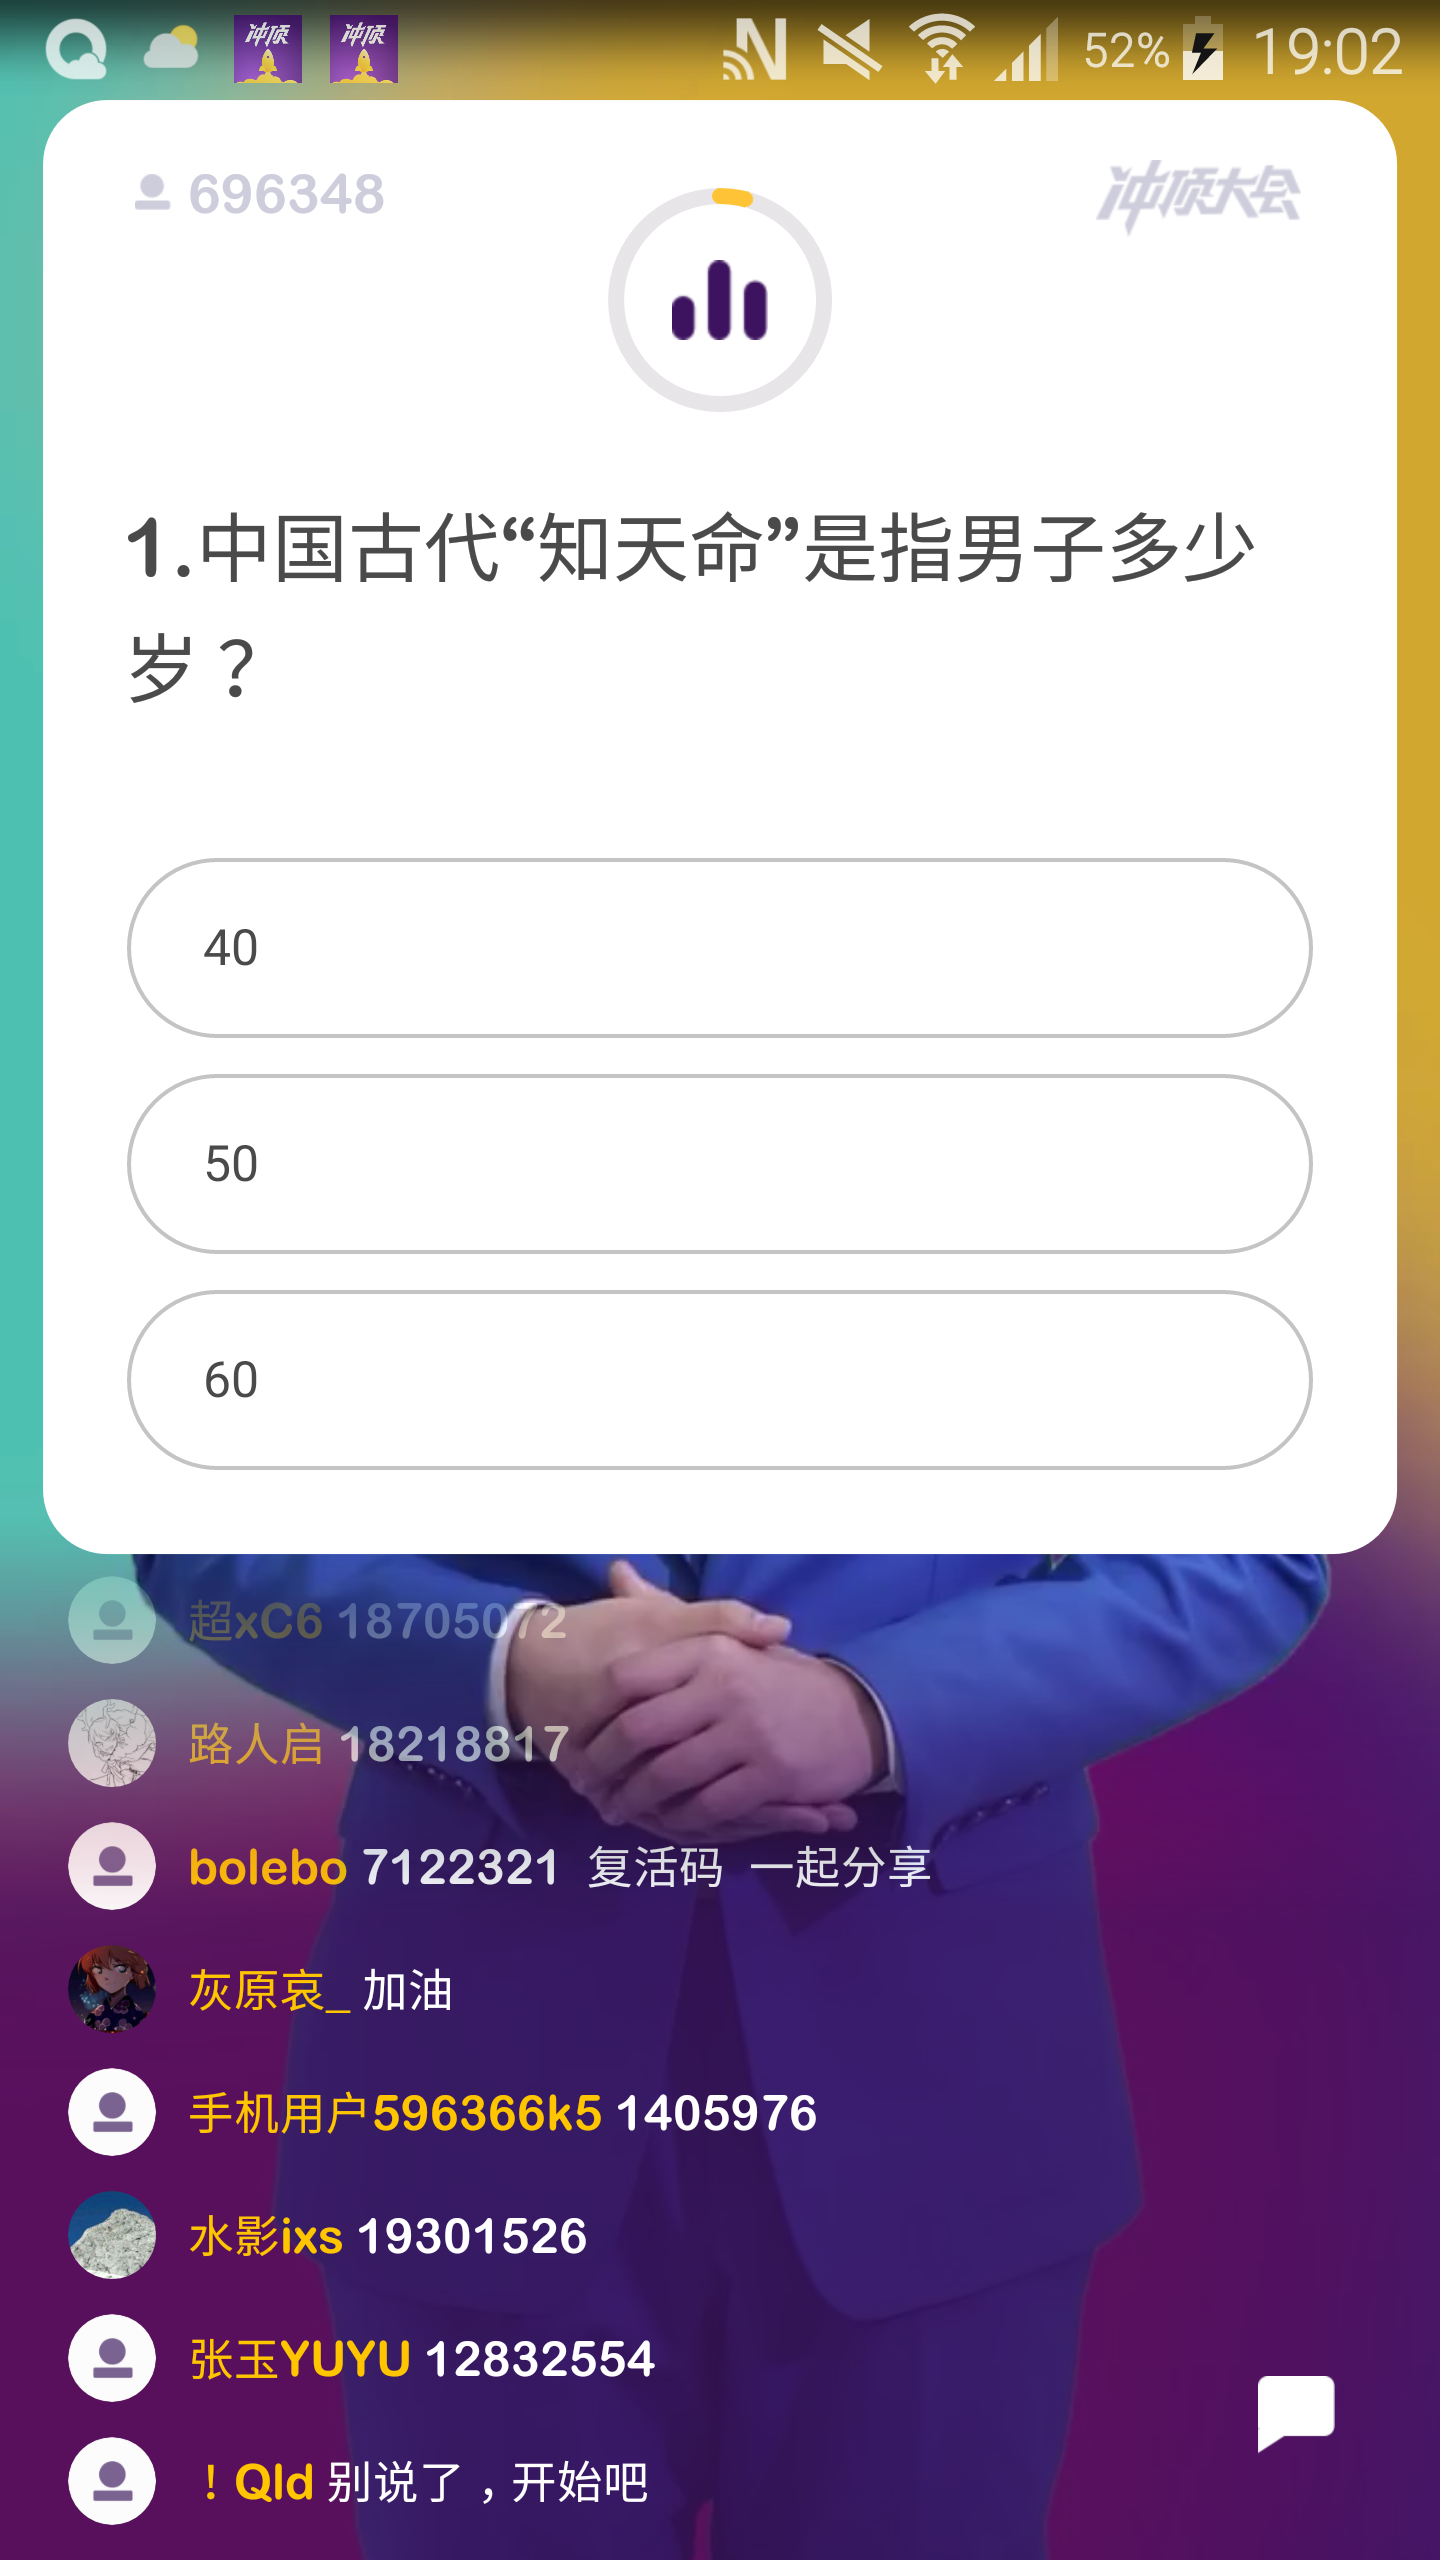 冲顶
冲顶
52%
19:02
696348
冲顶大会
1.中国古代“知天命”是指男子多少
岁？
40
50
60
超xC6 18705072
路人启 18218817
bolebo 7122321 复活码 一起分享
灰原哀_ 加油
手机用户596366k5 1405976
水影ixs 19301526
张玉YUYU 12832554
！Qld 别说了，开始吧